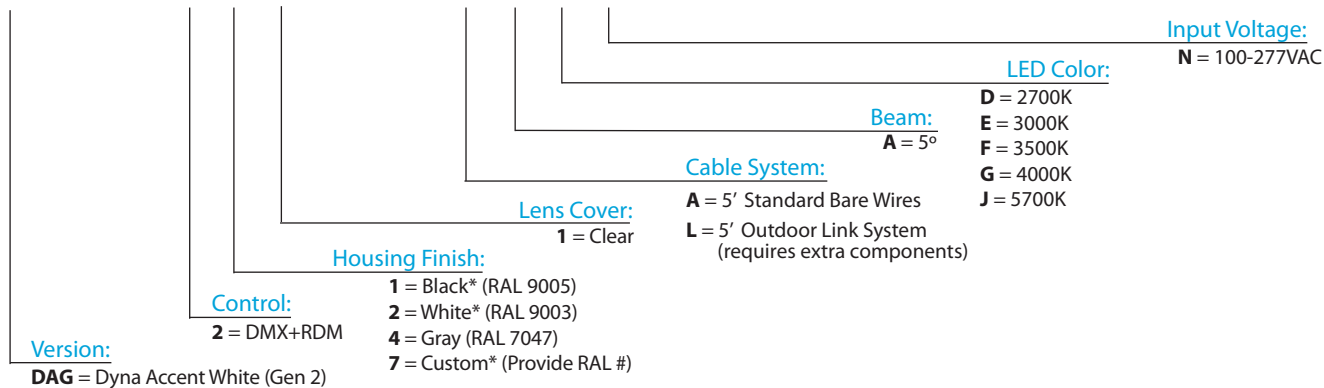 Input Voltage:
N = 100-277VAC
LED Color:
D = 2700K
E = 3000K
F = 3500K
G = 4000K
J = 5700K
Beam:
A = 5º
Cable System:
A = 5’ Standard Bare Wires
L = 5’ Outdoor Link System
(requires extra components)
Lens Cover:
1 = Clear
Housing Finish:
1 = Black* (RAL 9005)
2 = White* (RAL 9003)
4 = Gray (RAL 7047)
7 = Custom* (Provide RAL #)
Control:
2 = DMX+RDM
Version:
DAG = Dyna Accent White (Gen 2)